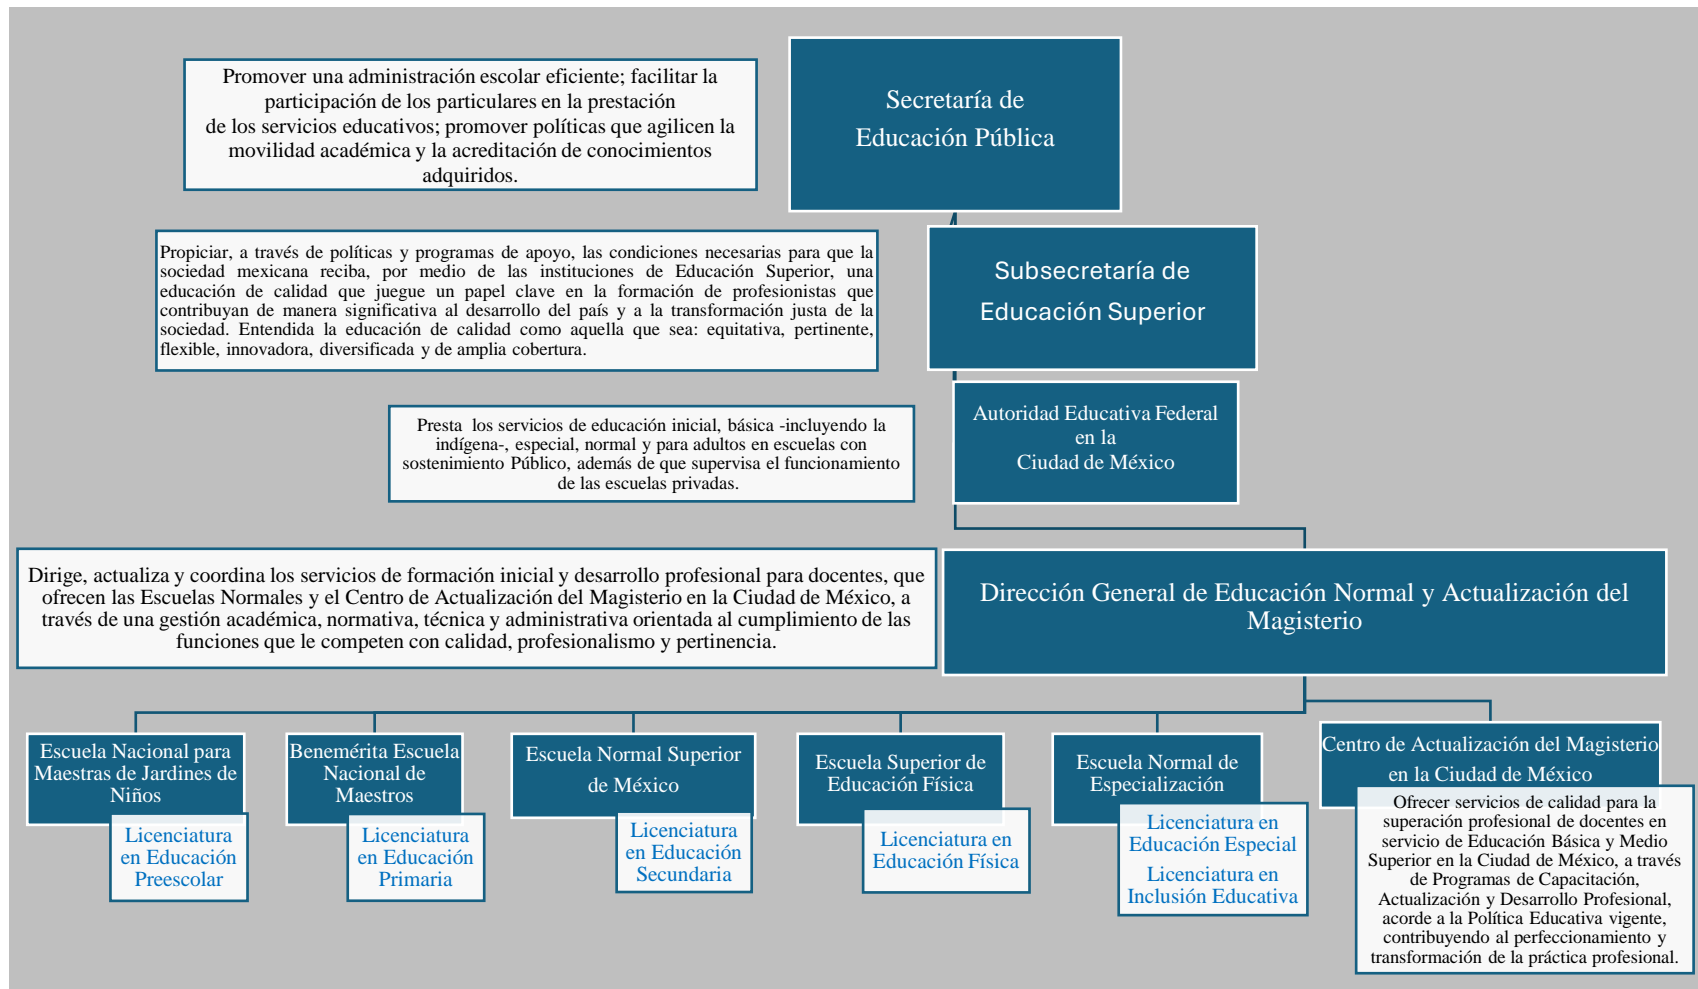 Promover una administración escolar eficiente; facilitar la
participación de los particulares en la prestación
de los servicios educativos; promover políticas que agilicen la
movilidad académica y la acreditación de conocimientos
adquiridos.
Secretaría de
Educación Pública
Propiciar, a través de políticas y programas de apoyo, las condiciones necesarias para que la
sociedad mexicana reciba, por medio de las instituciones de Educación Superior, una
educación de calidad que juegue un papel clave en la formación de profesionistas que
contribuyan de manera significativa al desarrollo del país y a la transformación justa de la
sociedad. Entendida la educación de calidad como aquella que sea: equitativa, pertinente,
flexible, innovadora, diversificada y de amplia cobertura.
Subsecretaría de
Educación Superior
Presta los servicios de educación inicial, básica -incluyendo la
indígena-, especial, normal y para adultos en escuelas con
sostenimiento Público, además de que supervisa el funcionamiento
de las escuelas privadas.
Autoridad Educativa Federal
en la
Ciudad de México
Dirige, actualiza y coordina los servicios de formación inicial y desarrollo profesional para docentes, que
ofrecen las Escuelas Normales y el Centro de Actualización del Magisterio en la Ciudad de México, a
través de una gestión académica, normativa, técnica y administrativa orientada al cumplimiento de las
funciones que le competen con calidad, profesionalismo y pertinencia.
Dirección General de Educación Normal y Actualización del
Magisterio
Escuela Nacional para
Maestras de Jardines de
Niños
Licenciatura
en Educación
Preescolar
Benemérita Escuela
Nacional de
Maestros
Licenciatura
en Educación
Primaria
Escuela Normal Superior
de México
Licenciatura
en Educación
Secundaria
Escuela Superior de
Educación Física
Licenciatura en
Educación Física
Escuela Normal de
Especialización
Licenciatura en
Educación Especial
Licenciatura en
Inclusión Educativa
Centro de Actualización del Magisterio
en la Ciudad de México
Ofrecer servicios de calidad para la
superación profesional de docentes en
servicio de Educación Básica y Medio
Superior en la Ciudad de México, a través
de Programas de Capacitación,
Actualización y Desarrollo Profesional,
acorde a la Política Educativa vigente,
contribuyendo al perfeccionamiento y
transformación de la práctica profesional.